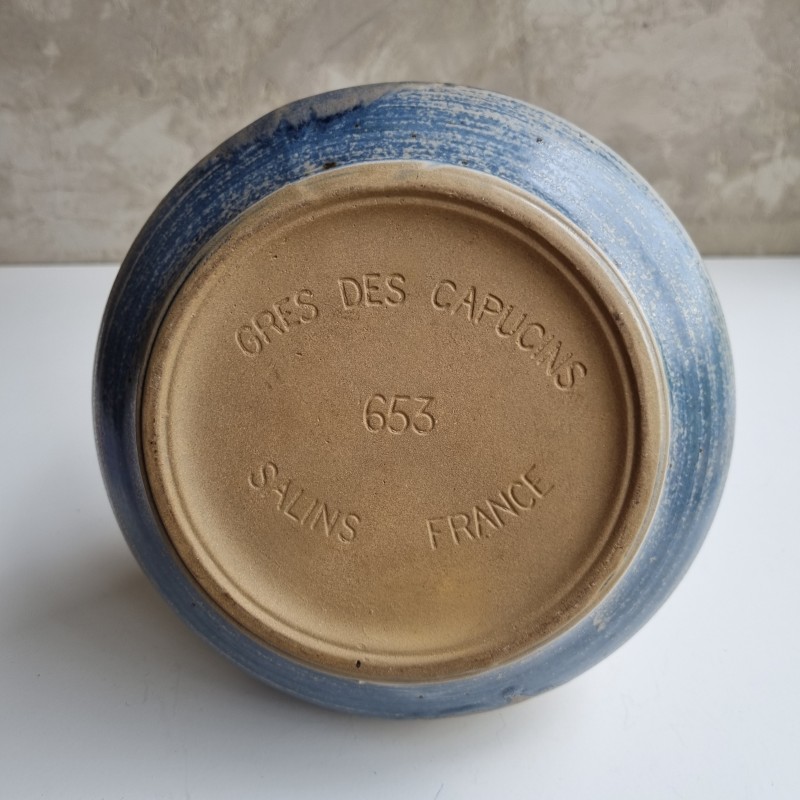 GRES DES CAPUCINS
653
SALINS FRANCE